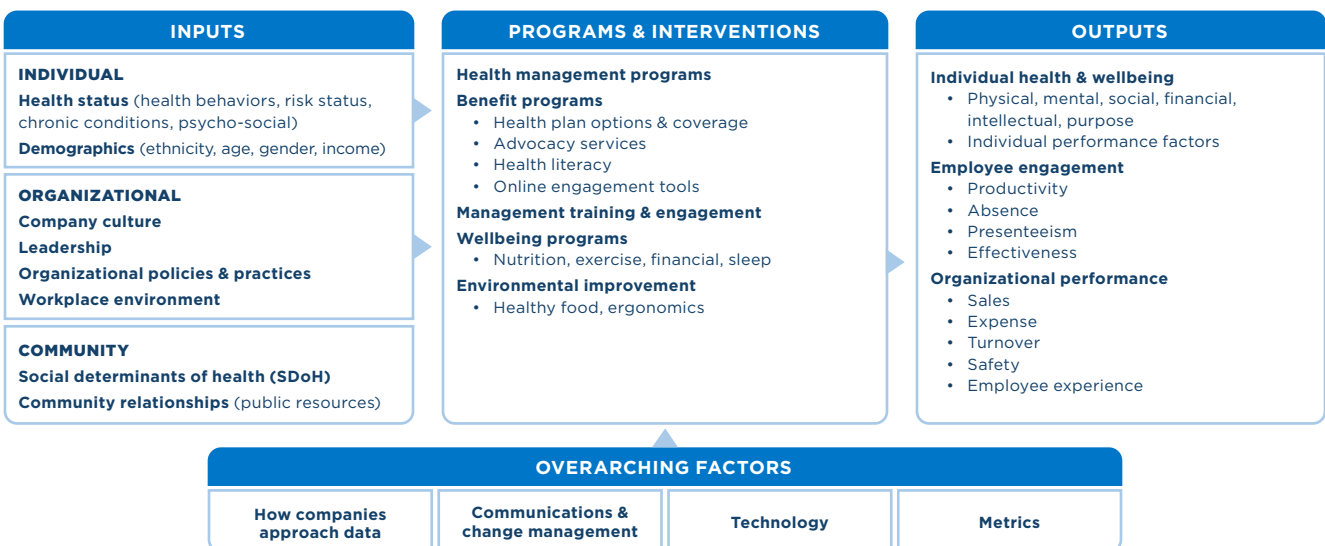 INPUTS
INDIVIDUAL
Health status (health behaviors, risk status,
chronic conditions, psycho-social)
Demographics (ethnicity, age, gender, income)
ORGANIZATIONAL
Company culture
Leadership
Organizational policies & practices
Workplace environment
COMMUNITY
Social determinants of health (SDoH)
Community relationships (public resources)
PROGRAMS & INTERVENTIONS
Health management programs
Benefit programs
• Health plan options & coverage
• Advocacy services
• Health literacy
• Online engagement tools
Management training & engagement
Wellbeing programs
• Nutrition, exercise, financial, sleep
Environmental improvement
• Healthy food, ergonomics
OUTPUTS
Individual health & wellbeing
• Physical, mental, social, financial,
intellectual, purpose
• Individual performance factors
Employee engagement
• Productivity
• Absence
• Presenteeism
• Effectiveness
Organizational performance
• Sales
• Expense
• Turnover
• Safety
• Employee experience
OVERARCHING FACTORS
How companies
approach data
Communications &
change management
Technology
Metrics